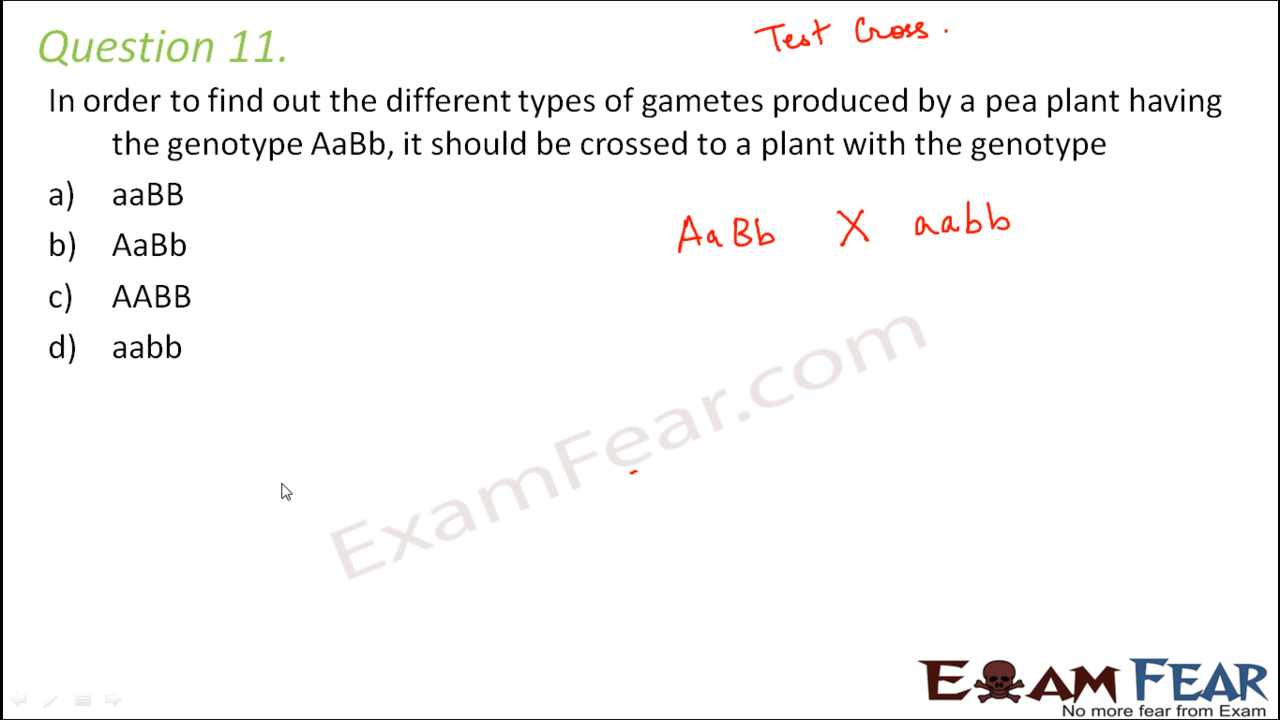 Question 11.
Test Cross.
In order to find out the different types of gametes produced by a pea plant having
the genotype AaBb, it should be crossed to a plant with the genotype
a) aaBB
b) AaBb
c) AABB
d) aabb
AaBb X aabb
ExamFear.com
EXAM FEAR
No more fear from Exam